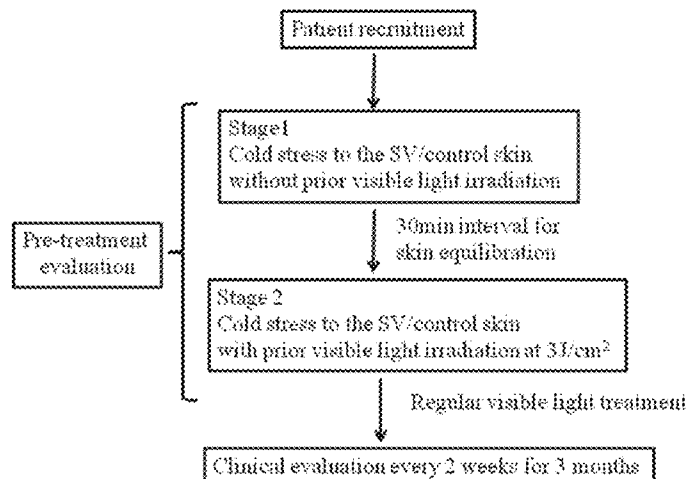 Patient recruitment
Stage1
Cold stress to the SV/control skin
without prior visible light irradiation
Pre-treatment
evaluation
30min interval for
skin equilibration
Stage 2
Cold stress to the SV/control skin
with prior visible light irradiation at 3J/cm²
Regular visible light treatment
Clinical evaluation every 2 weeks for 3 months